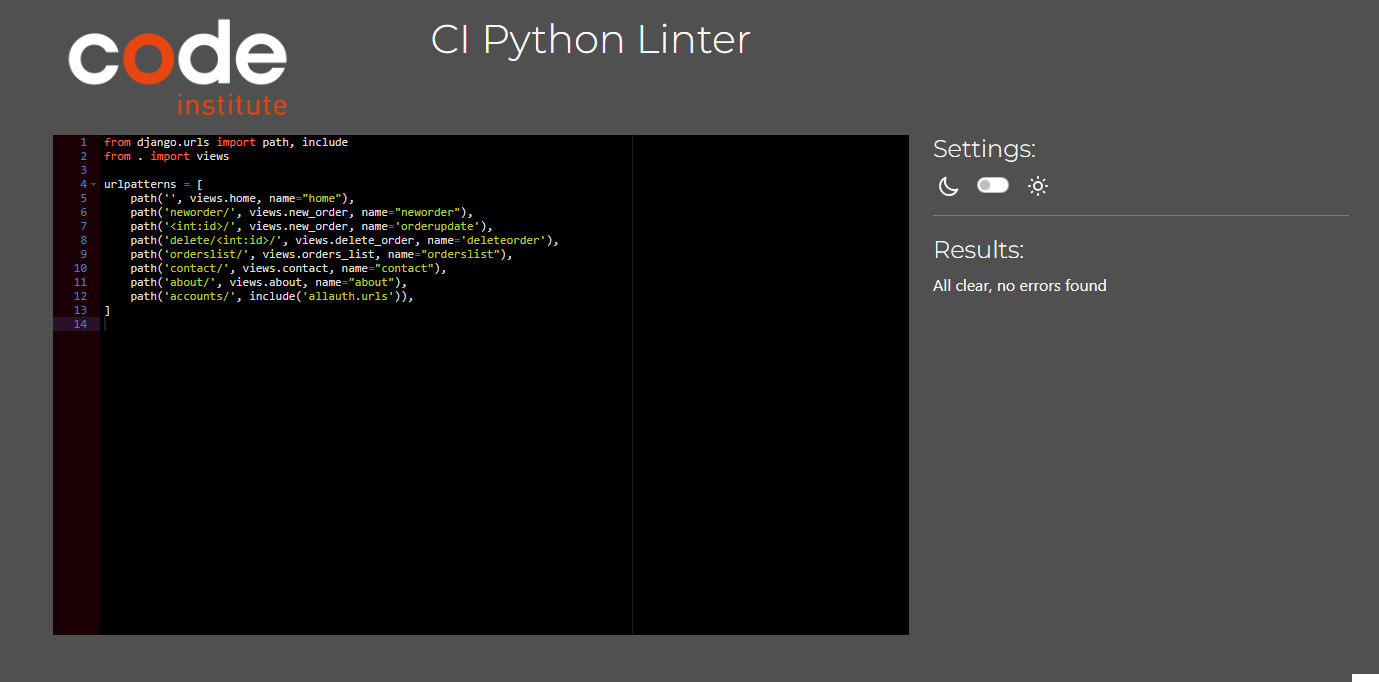 code
institute
CI Python Linter
1 from django.urls import path, include
2 from . import views
3
4 urlpatterns = [
5     path('', views.home, name="home"),
6     path('neworder/', views.new_order, name="neworder"),
7     path('<int:id>/', views.new_order, name='orderupdate'),
8     path('delete/<int:id>/', views.delete_order, name='deleteorder'),
9     path('orderslist/', views.orders_list, name="orderslist"),
10     path('contact/', views.contact, name="contact"),
11     path('about/', views.about, name="about"),
12     path('accounts/', include('allauth.urls')),
13 ]
14
Settings:
Results:
All clear, no errors found